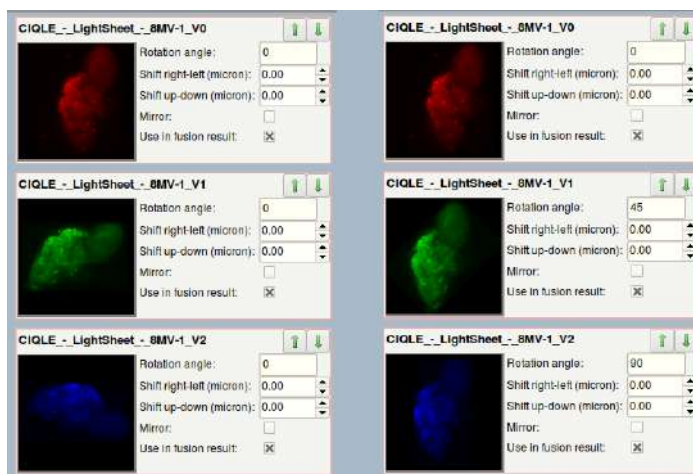 CIQLE_-_LightSheet_-_8MV-1_V0
Rotation angle: 0
Shift right-left (micron): 0.00
Shift up-down (micron): 0.00
Mirror:
Use in fusion result:
CIQLE_-_LightSheet_-_8MV-1_V1
Rotation angle: 0
Shift right-left (micron): 0.00
Shift up-down (micron): 0.00
Mirror:
Use in fusion result:
CIQLE_-_LightSheet_-_8MV-1_V2
Rotation angle: 0
Shift right-left (micron): 0.00
Shift up-down (micron): 0.00
Mirror:
Use in fusion result:
CIQLE_-_LightSheet_-_8MV-1_V0
Rotation angle: 0
Shift right-left (micron): 0.00
Shift up-down (micron): 0.00
Mirror:
Use in fusion result:
CIQLE_-_LightSheet_-_8MV-1_V1
Rotation angle: 45
Shift right-left (micron): 0.00
Shift up-down (micron): 0.00
Mirror:
Use in fusion result:
CIQLE_-_LightSheet_-_8MV-1_V2
Rotation angle: 90
Shift right-left (micron): 0.00
Shift up-down (micron): 0.00
Mirror:
Use in fusion result: